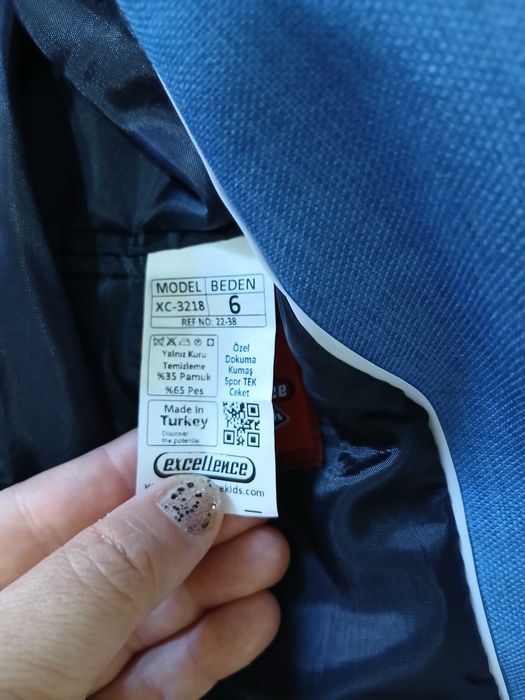 MODEL BEDEN
XC-3218 6
REF NO: 22-38
Yalnız Kuru
Temizleme
%35 Pamuk
%65 Pes
Özel
Dokuma
Kumaş
Spor TEK
Ceket
Made In
Turkey
Discover
the potential
excellence
ekids.com